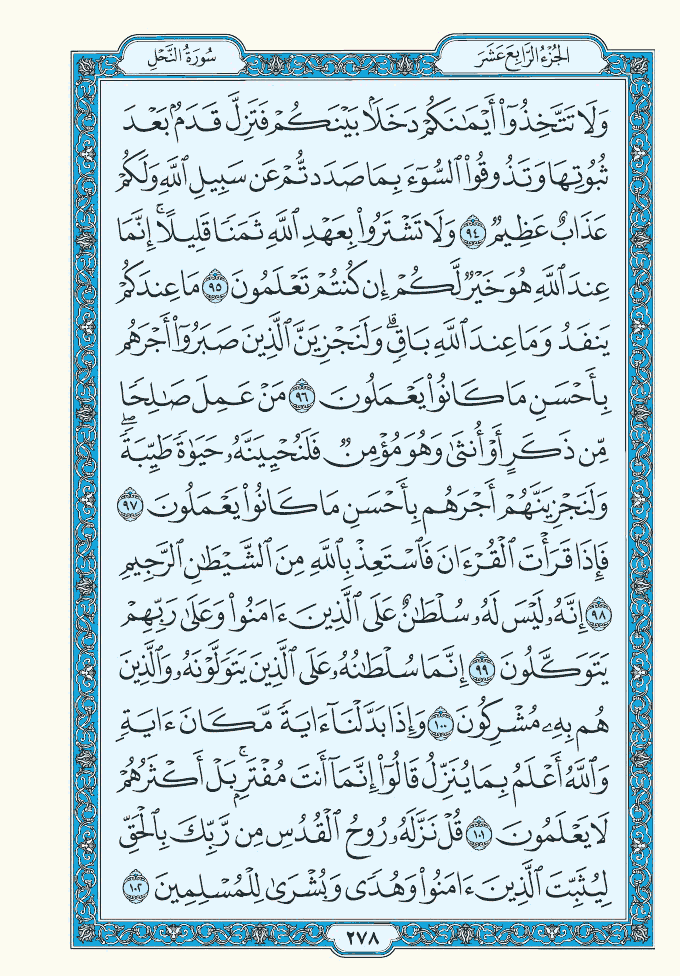 الجُزْءُ الرَّابِعَ عَشَرَ
سُورَةُ النَّحْلِ
وَلَا تَتَّخِذُوٓا۟ أَيْمَٰنَكُمْ دَخَلًۢا بَيْنَكُمْ فَتَزِلَّ قَدَمٌۢ بَعْدَ
ثُبُوتِهَا وَتَذُوقُوا۟ ٱلسُّوٓءَ بِمَا صَدَدتُّمْ عَن سَبِيلِ ٱللَّهِ وَلَكُمْ
عَذَابٌ عَظِيمٌ ٩٤ وَلَا تَشْتَرُوا۟ بِعَهْدِ ٱللَّهِ ثَمَنًا قَلِيلًا ۚ إِنَّمَا
عِندَ ٱللَّهِ هُوَ خَيْرٌ لَّكُمْ إِن كُنتُمْ تَعْلَمُونَ ٩٥ مَا عِندَكُمْ
يَنفَدُ وَمَا عِندَ ٱللَّهِ بَاقٍ ۗ وَلَنَجْزِيَنَّ ٱلَّذِينَ صَبَرُوٓا۟ أَجْرَهُم
بِأَحْسَنِ مَا كَانُوا۟ يَعْمَلُونَ ٩٦ مَنْ عَمِلَ صَٰلِحًا
مِّن ذَكَرٍ أَوْ أُنثَىٰ وَهُوَ مُؤْمِنٌ فَلَنُحْيِيَنَّهُۥ حَيَوٰةً طَيِّبَةً ۖ
وَلَنَجْزِيَنَّهُمْ أَجْرَهُم بِأَحْسَنِ مَا كَانُوا۟ يَعْمَلُونَ ٩٧
فَإِذَا قَرَأْتَ ٱلْقُرْءَانَ فَٱسْتَعِذْ بِٱللَّهِ مِنَ ٱلشَّيْطَٰنِ ٱلرَّجِيمِ
٩٨ إِنَّهُۥ لَيْسَ لَهُۥ سُلْطَٰنٌ عَلَى ٱلَّذِينَ ءَامَنُوا۟ وَعَلَىٰ رَبِّهِمْ
يَتَوَكَّلُونَ ٩٩ إِنَّمَا سُلْطَٰنُهُۥ عَلَى ٱلَّذِينَ يَتَوَلَّوْنَهُۥ وَٱلَّذِينَ
هُم بِهِۦ مُشْرِكُونَ ١٠٠ وَإِذَا بَدَّلْنَآ ءَايَةً مَّكَانَ ءَايَةٍ ۙ
وَٱللَّهُ أَعْلَمُ بِمَا يُنَزِّلُ قَالُوٓا۟ إِنَّمَآ أَنتَ مُفْتَرٍۭ ۚ بَلْ أَكْثَرُهُمْ
لَا يَعْلَمُونَ ١٠١ قُلْ نَزَّلَهُۥ رُوحُ ٱلْقُدُسِ مِن رَّبِّكَ بِٱلْحَقِّ
لِيُثَبِّتَ ٱلَّذِينَ ءَامَنُوا۟ وَهُدًى وَبُشْرَىٰ لِلْمُسْلِمِينَ ١٠٢
٢٧٨